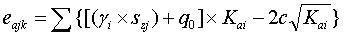 e_{ajk} = ∑ {[(γ_i × s_{zj}) + q_0] × K_{ai} − 2c√K_{ai}}